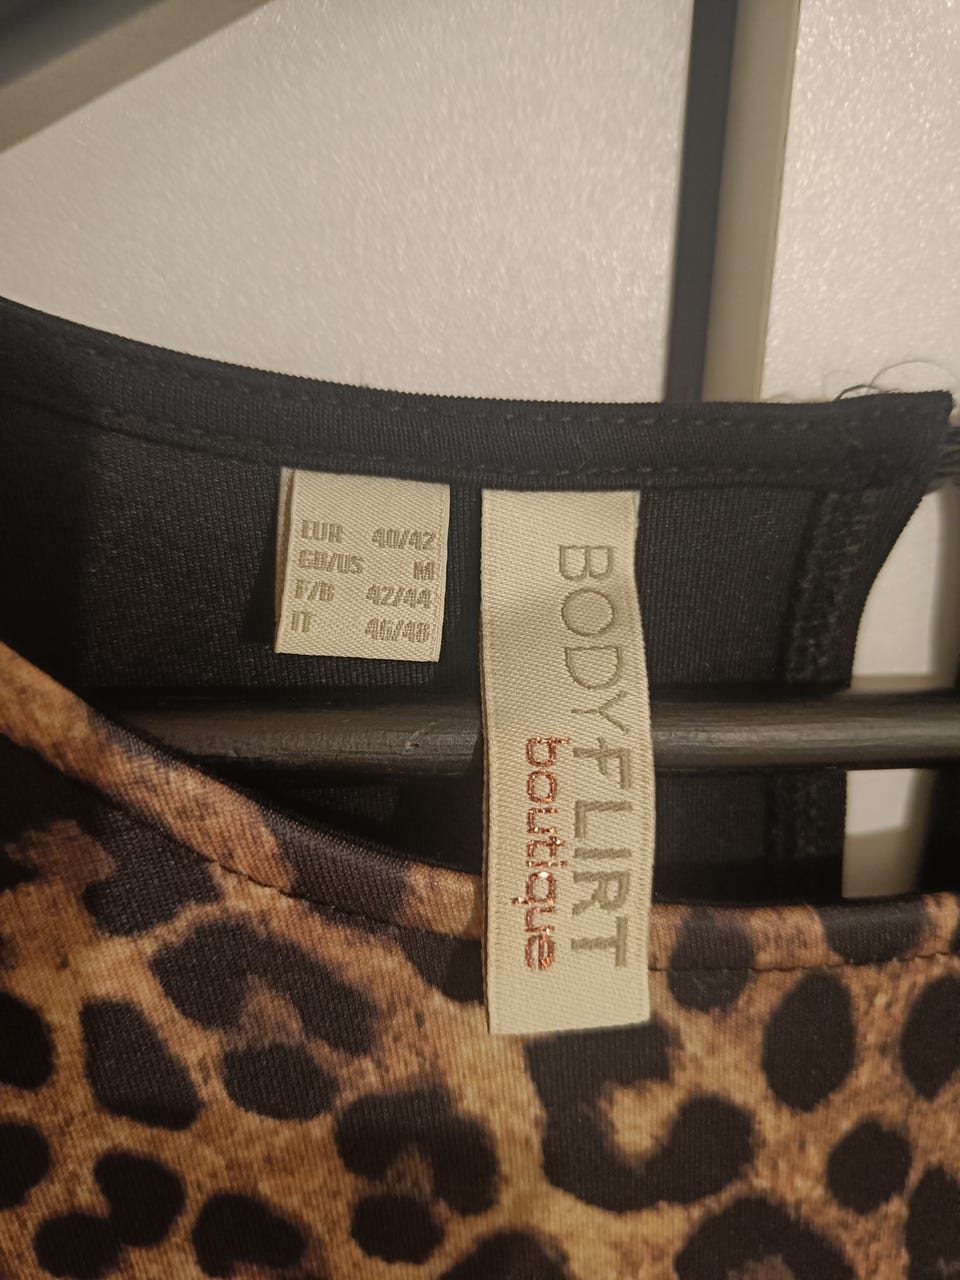 EUR 40/42
GB/US M
F/B 42/44
IT 46/48
BODYFLIRT
boutique